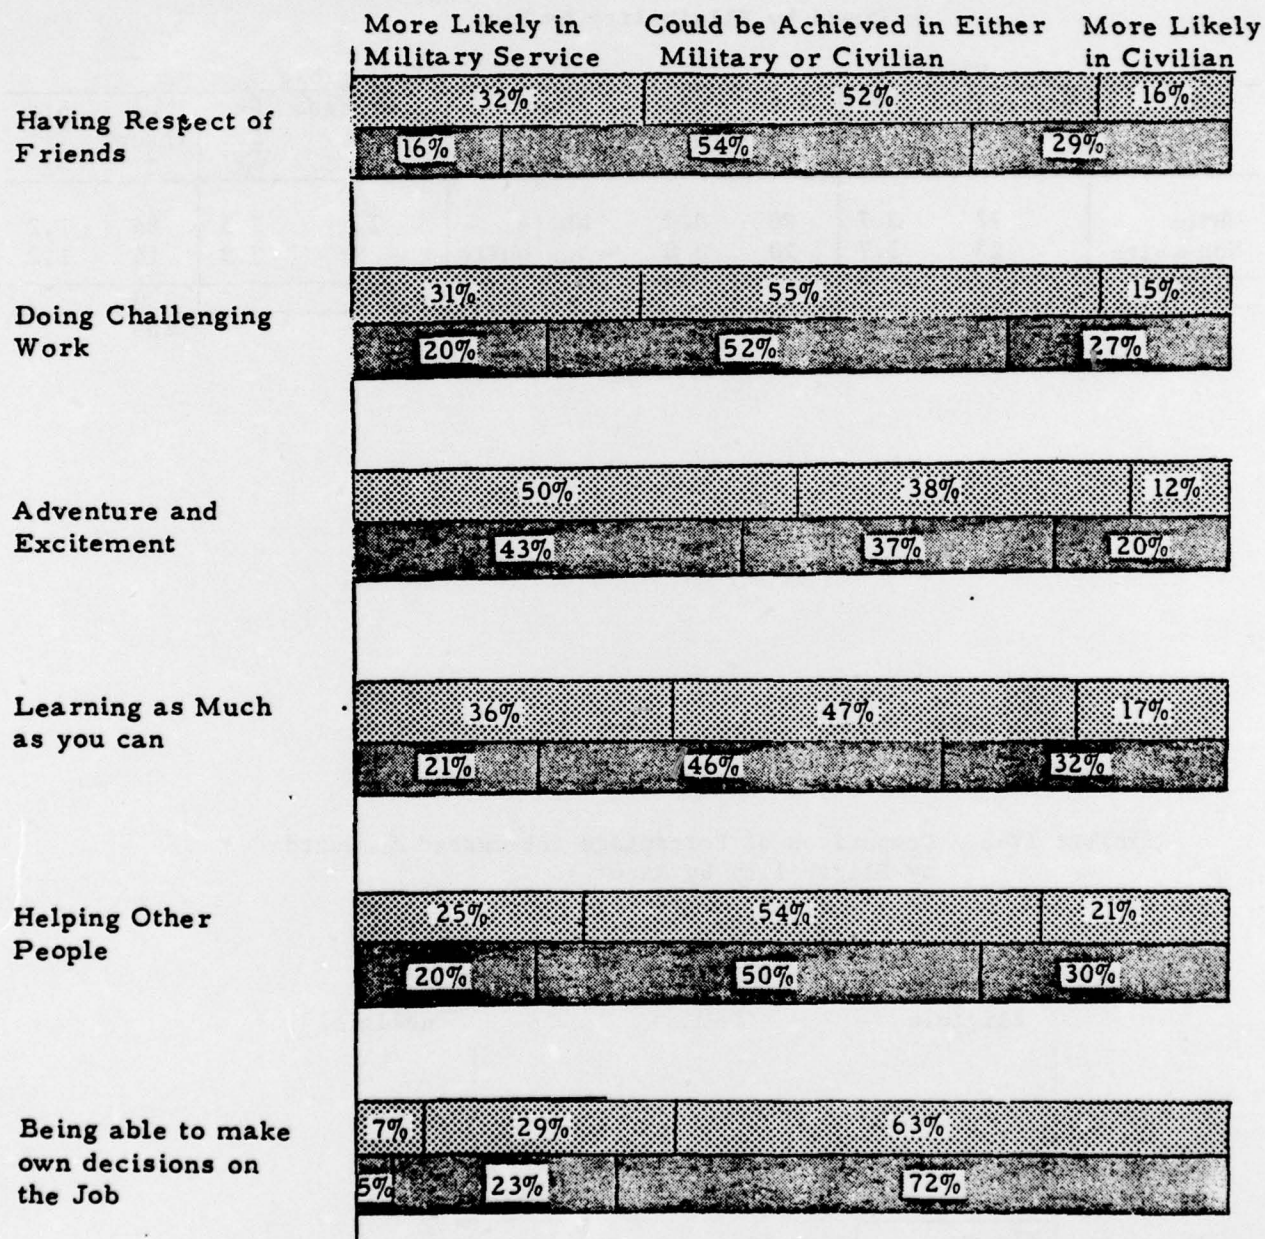 More Likely in Could be Achieved in Either More Likely
Military Service Military or Civilian in Civilian
32% 52% 16%
Having Respect of
Friends
16% 54% 29%
31% 55% 15%
Doing Challenging
Work
20% 52% 27%
50% 38% 12%
Adventure and
Excitement
43% 37% 20%
Learning as Much
as you can
36% 47% 17%
21% 46% 32%
Helping Other
People
25% 54% 21%
20% 50% 30%
Being able to make
own decisions on
the Job
7% 29% 63%
5% 23% 72%